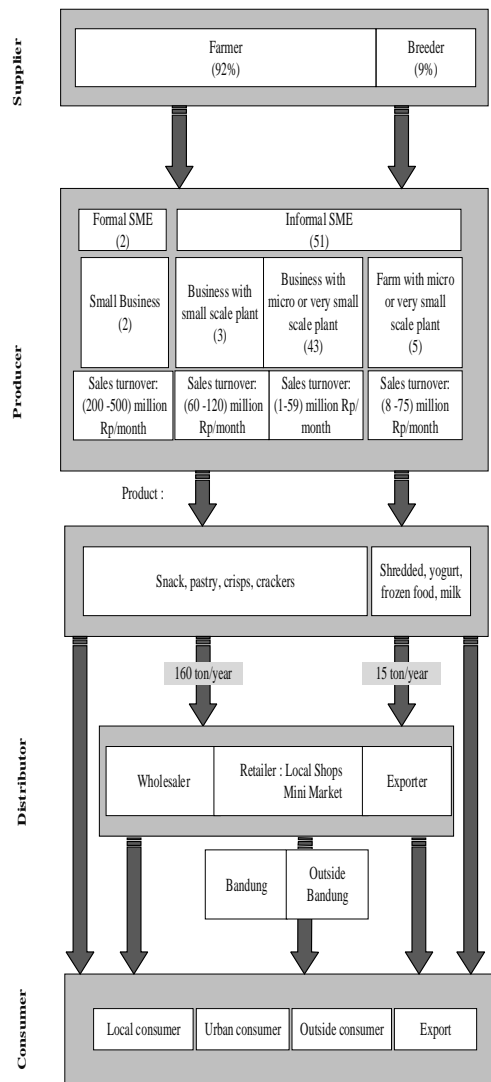 Supplier
Farmer
(92%)
Breeder
(9%)
Producer
Formal SME
(2)
Informal SME
(51)
Small Business
(2)
Business with
small scale plant
(3)
Business with
micro or very small
scale plant
(43)
Farm with micro
or very small
scale plant
(5)
Sales turnover:
(200 -500) million
Rp/month
Sales turnover:
(60 -120) million
Rp/month
Sales turnover:
(1-59) million Rp/
month
Sales turnover:
(8 -75) million
Rp/month
Product :
Snack, pastry, crisps, crackers
Shredded, yogurt,
frozen food, milk
160 ton/year
15 ton/year
Distributor
Wholesaler
Retailer : Local Shops
Mini Market
Exporter
Bandung
Outside
Bandung
Consumer
Local consumer
Urban consumer
Outside consumer
Export